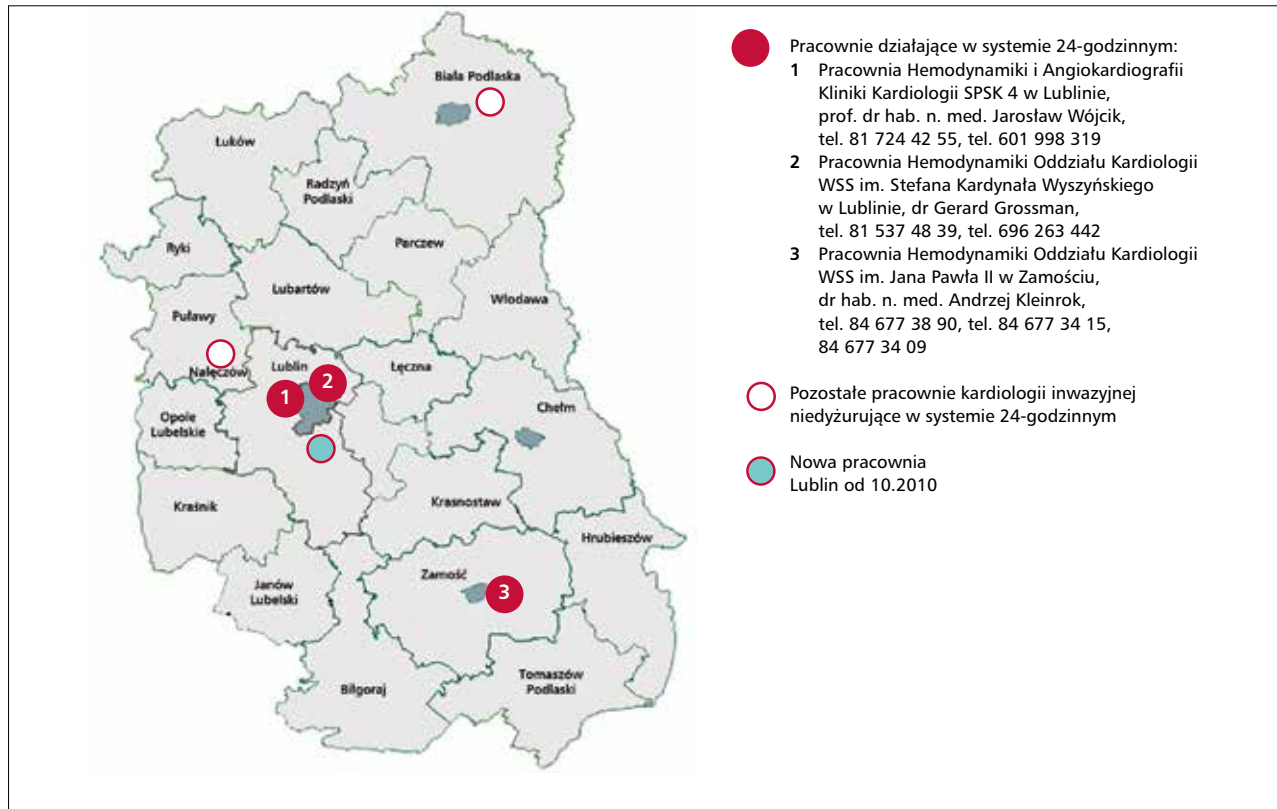 Biała Podlaska
Łuków
Radzyń
Podlaski
Ryki
Parczew
Lubartów
Włodawa
Puławy
Nałęczów
Lublin
Łęczna
1
2
Opole
Lubelskie
Chełm
Kraśnik
Krasnostaw
Hrubieszów
Janów
Lubelski
Zamość
3
Biłgoraj
Tomaszów
Podlaski
Pracownie działające w systemie 24-godzinnym:
1 Pracownia Hemodynamiki i Angiokardiografii
Kliniki Kardiologii SPSK 4 w Lublinie,
prof. dr hab. n. med. Jarosław Wójcik,
tel. 81 724 42 55, tel. 601 998 319
2 Pracownia Hemodynamiki Oddziału Kardiologii
WSS im. Stefana Kardynała Wyszyńskiego
w Lublinie, dr Gerard Grossman,
tel. 81 537 48 39, tel. 696 263 442
3 Pracownia Hemodynamiki Oddziału Kardiologii
WSS im. Jana Pawła II w Zamościu,
dr hab. n. med. Andrzej Kleinrok,
tel. 84 677 38 90, tel. 84 677 34 15,
84 677 34 09
Pozostałe pracownie kardiologii inwazyjnej
niedyżurujące w systemie 24-godzinnym
Nowa pracownia
Lublin od 10.2010